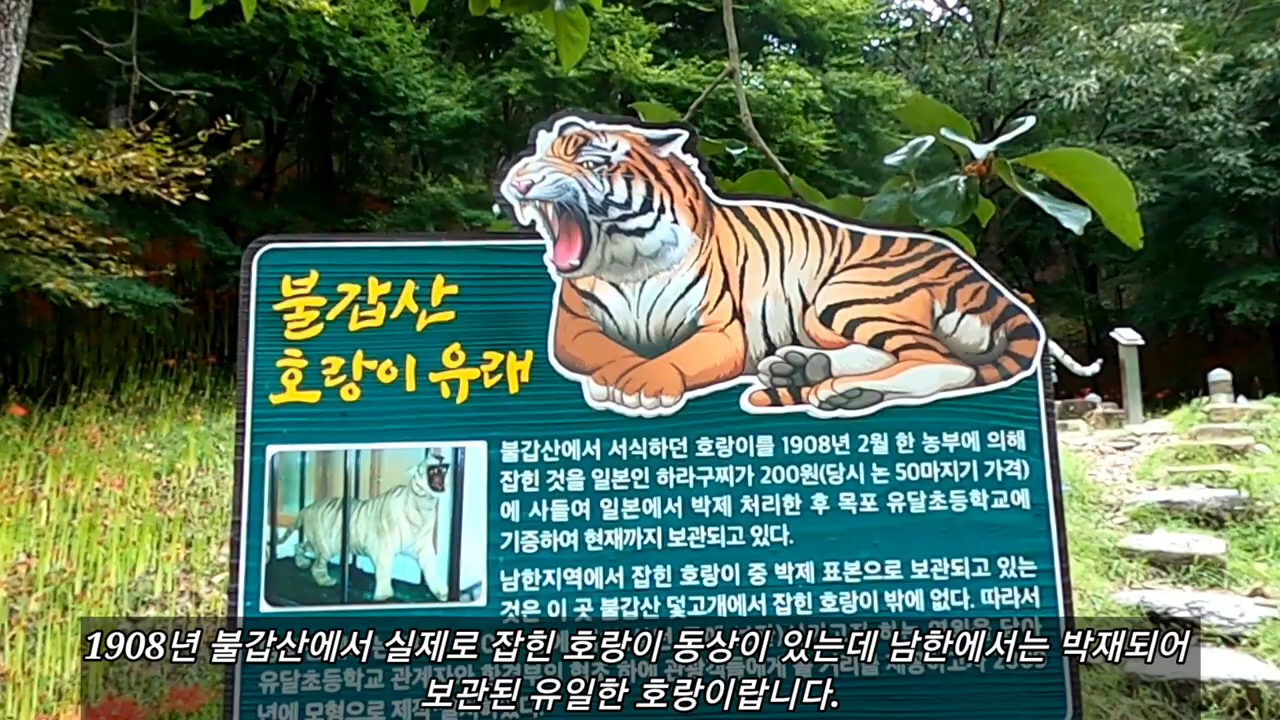 불갑산
호랑이 유래
불갑산에서 서식하던 호랑이를 1908년 2월 한 농부에 의해
잡힌 것을 일본인 하라구찌가 200원(당시 논 50마지기 가격)
에 사들여 일본에서 박제 처리한 후 목포 유달초등학교에
기증하여 현재까지 보관되고 있다.
남한지역에서 잡힌 호랑이 중 박제 표본으로 보관되고 있는
것은 이 곳 불갑산 덫고개에서 잡힌 호랑이 밖에 없다. 따라서
유달초등학교 관계자와
년에 모형으로 제작
1908년 불갑산에서 실제로 잡힌 호랑이 동상이 있는데 남한에서는 박재되어
보관된 유일한 호랑이랍니다.